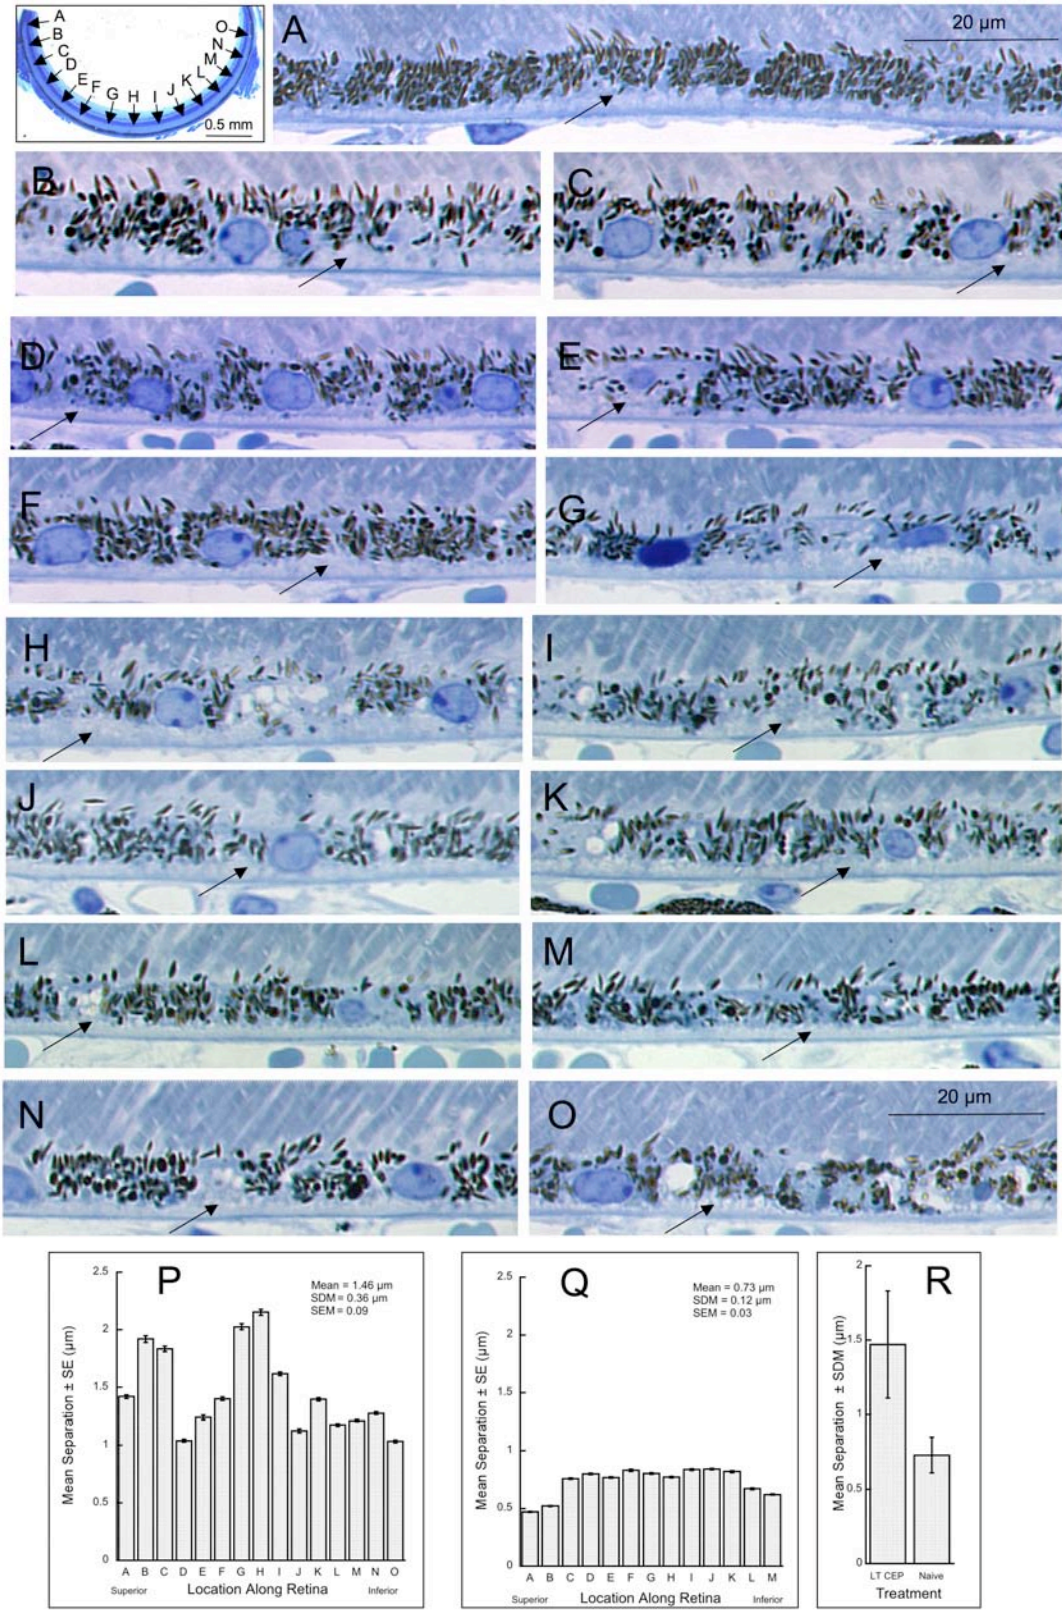 A
B
C
D
E
F
G
H
I
J
K
L
M
N
O
0.5 mm
A
20 µm
B
C
D
E
F
G
H
I
J
K
L
M
N
O
20 µm
P
Mean = 1.46 µm
SDM = 0.36 µm
SEM = 0.09
Mean Separation ± SE (µm)
2.5
2
1.5
1
0.5
0
A B C D E F G H I J K L M N O
Superior Location Along Retina Inferior
Q
Mean = 0.73 µm
SDM = 0.12 µm
SEM = 0.03
Mean Separation ± SE (µm)
2.5
2
1.5
1
0.5
0
A B C D E F G H I J K L M
Superior Location Along Retina Inferior
R
Mean Separation ± SDM (µm)
2
1.5
1
0.5
0
LT CEP Naive
Treatment